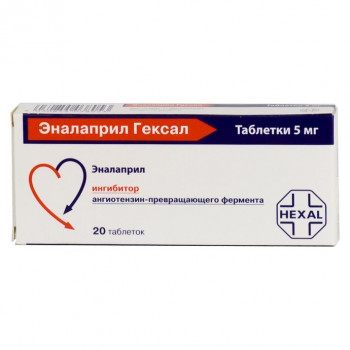 Эналаприл Гексал
Таблетки 5 мг
Эналаприл
ингибитор
ангиотензин-превращающего фермента
20 таблеток
HEXAL